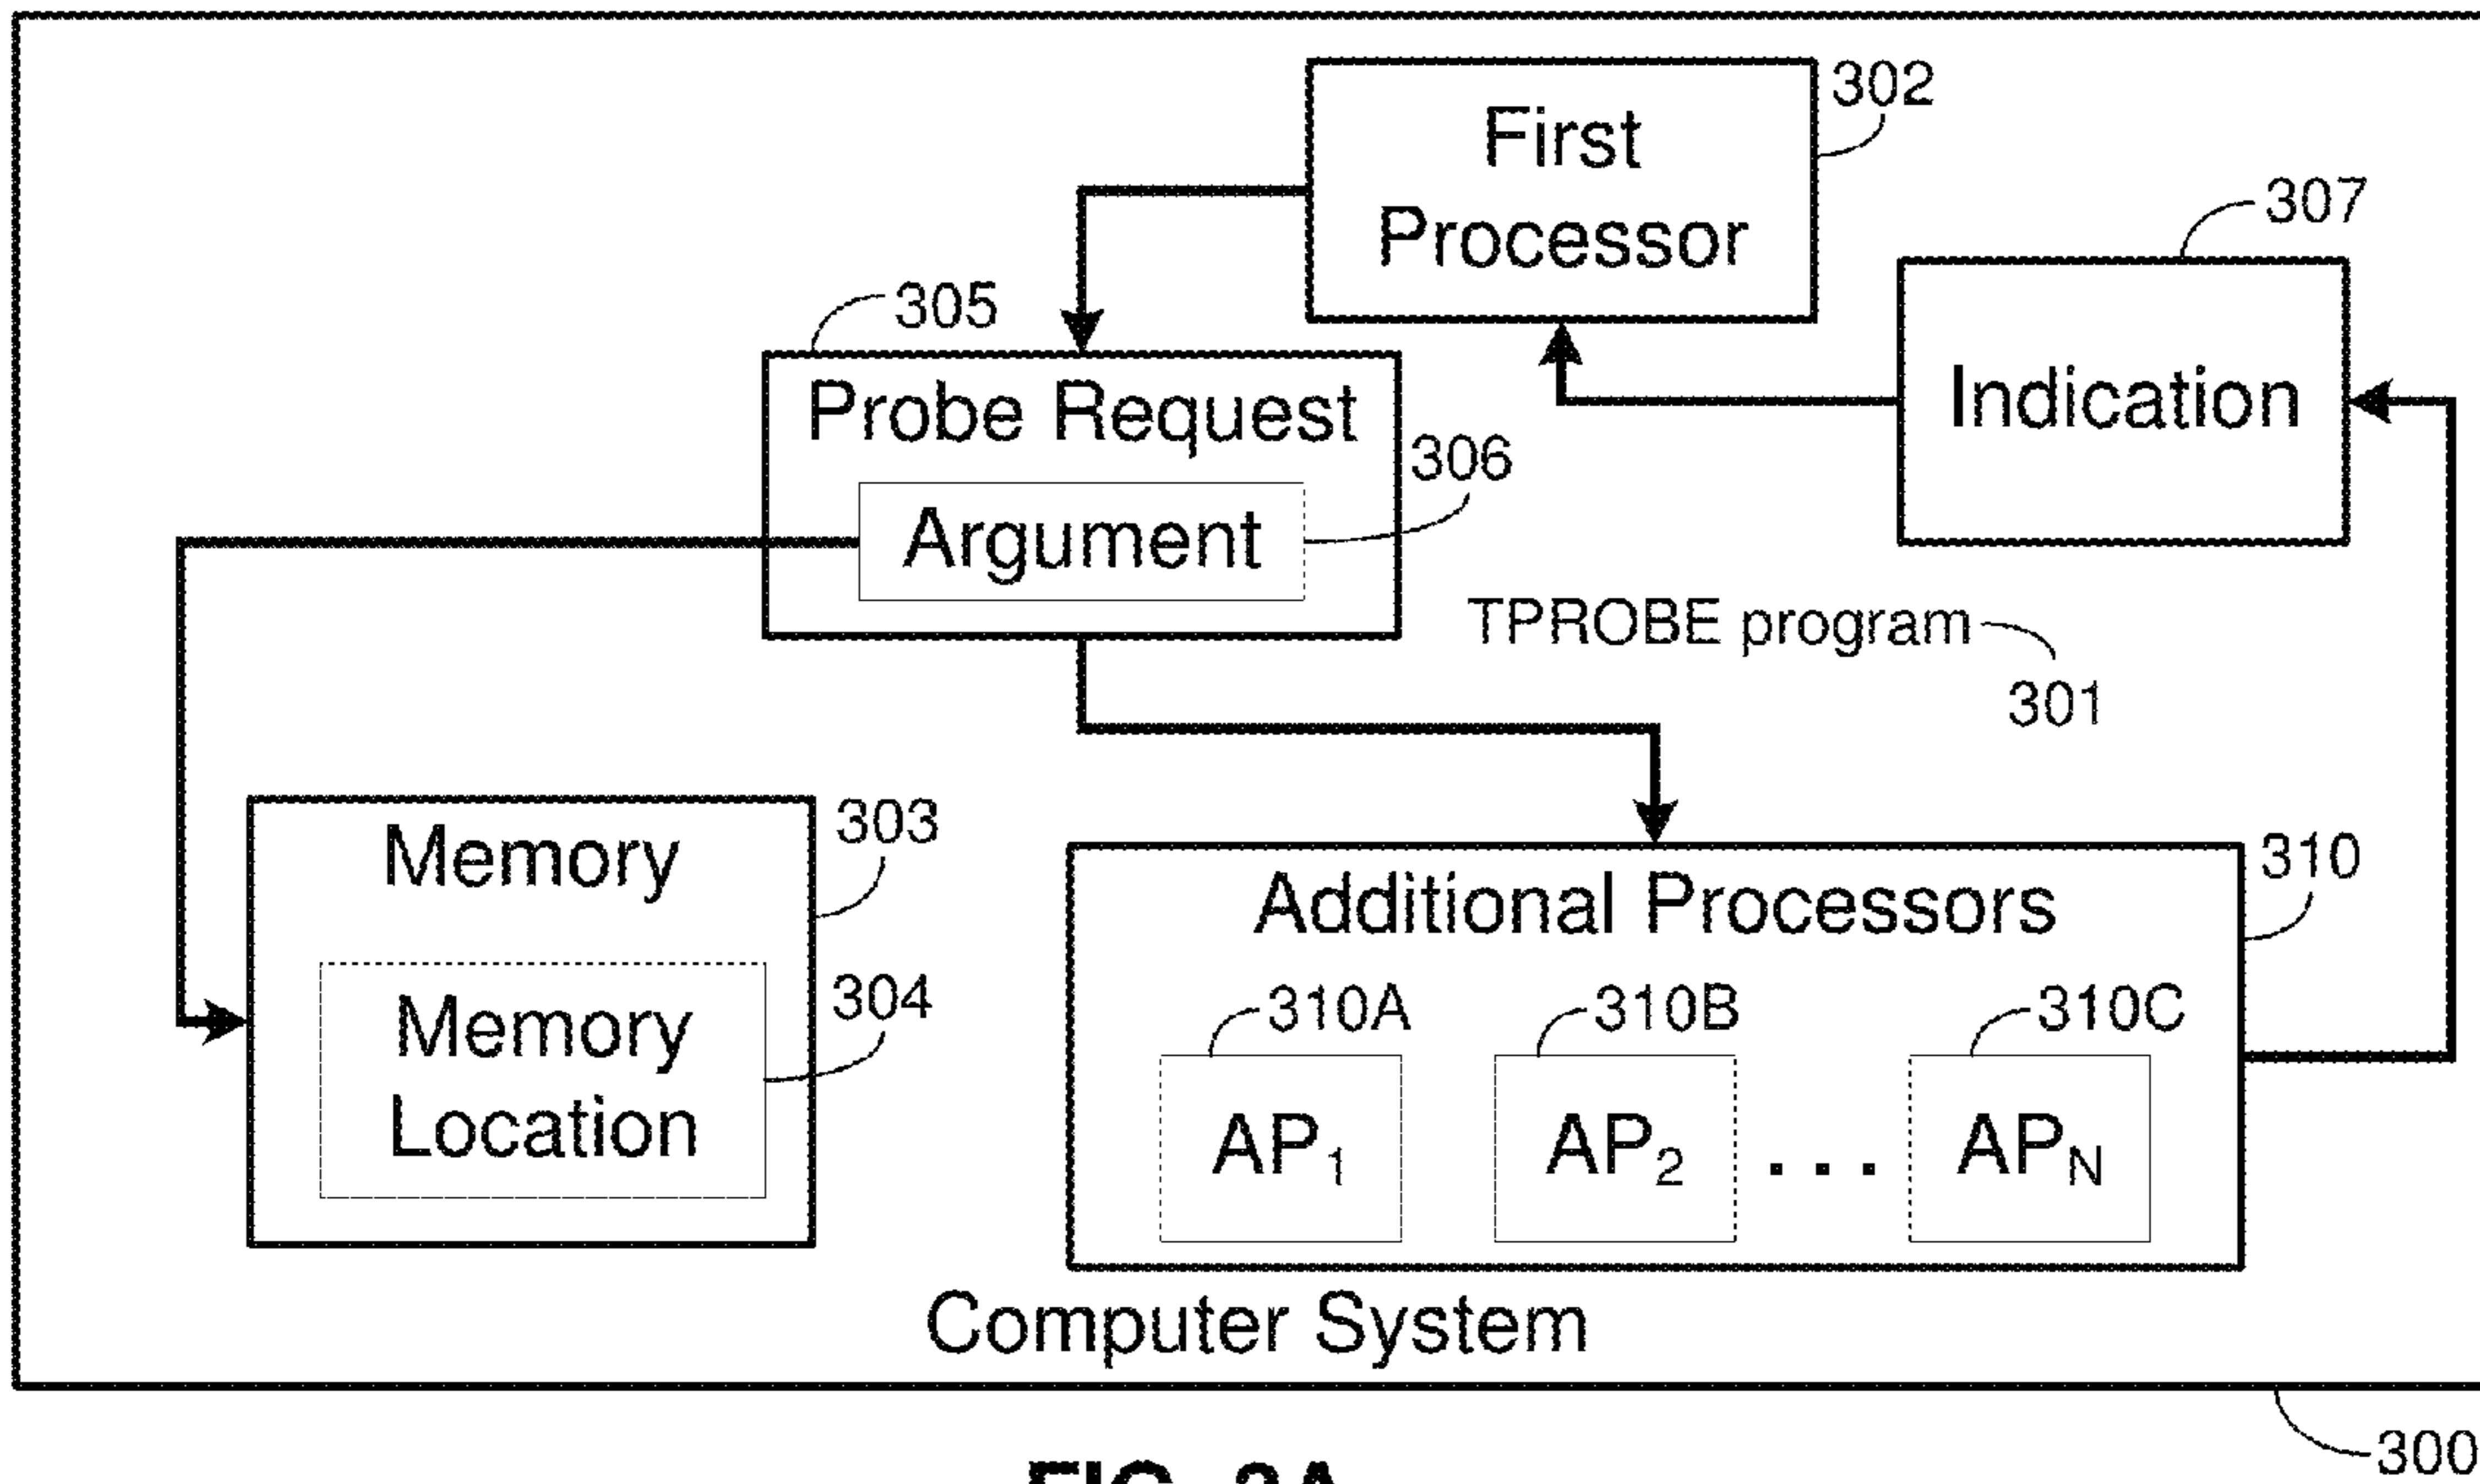 302
First
Processor
307
305
Probe Request
Indication
306
Argument
TPROBE program
301
Memory
303
310
Additional Processors
Memory
Location
304
310A
310B
310C
AP1
AP2
...
APN
Computer System
300